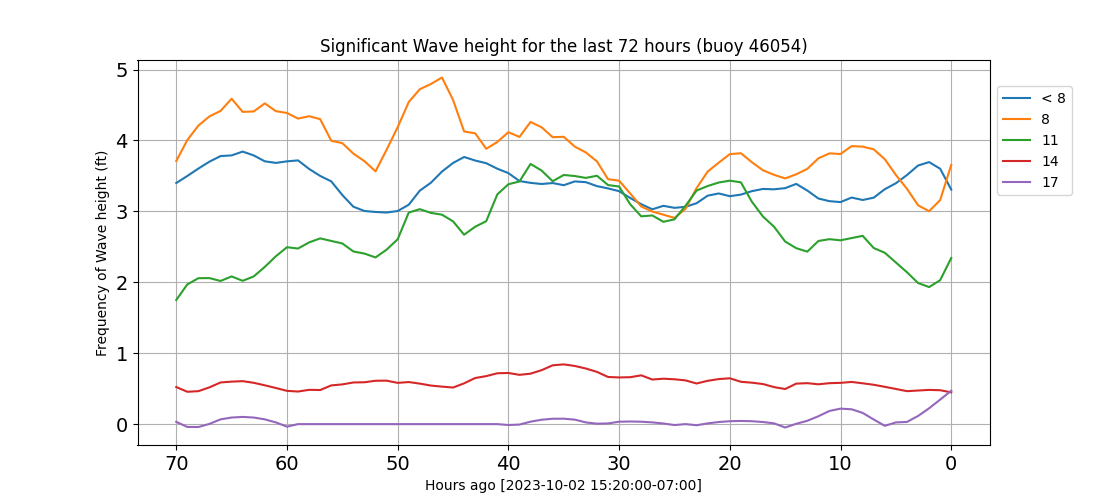 Significant Wave height for the last 72 hours (buoy 46054)
Frequency of Wave height (ft)
5
4
3
2
1
0
70 60 50 40 30 20 10 0
Hours ago [2023-10-02 15:20:00-07:00]
< 8
8
11
14
17